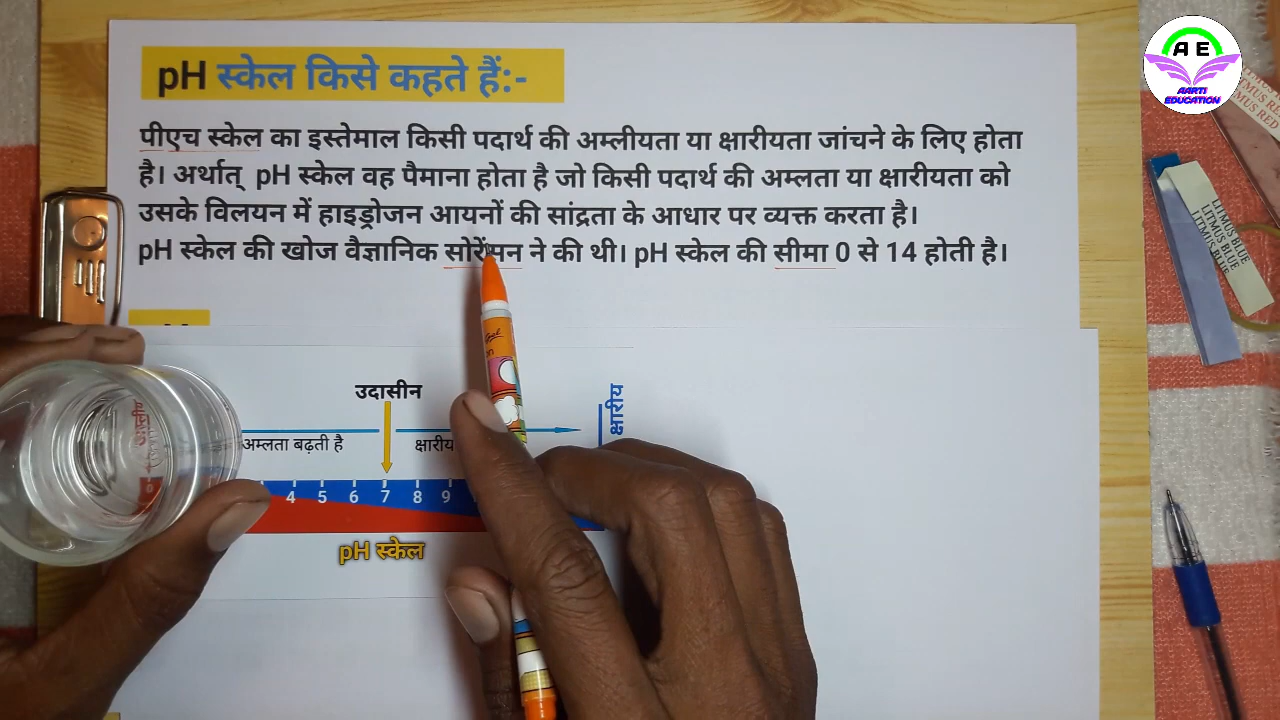 pH स्केल किसे कहते हैं:-
पीएच स्केल का इस्तेमाल किसी पदार्थ की अम्लीयता या क्षारीयता जांचने के लिए होता
है। अर्थात् pH स्केल वह पैमाना होता है जो किसी पदार्थ की अम्लता या क्षारीयता को
उसके विलयन में हाइड्रोजन आयनों की सांद्रता के आधार पर व्यक्त करता है।
pH स्केल की खोज वैज्ञानिक सोरेंसन ने की थी। pH स्केल की सीमा 0 से 14 होती है।
उदासीन
क्षारीय
अम्लता बढ़ती है
क्षारीय
4 5 6 7 8 9
pH स्केल
A E
AARTI
EDUCATION
LITMUS BLUE
LITMUS BLUE
LITMUS RED